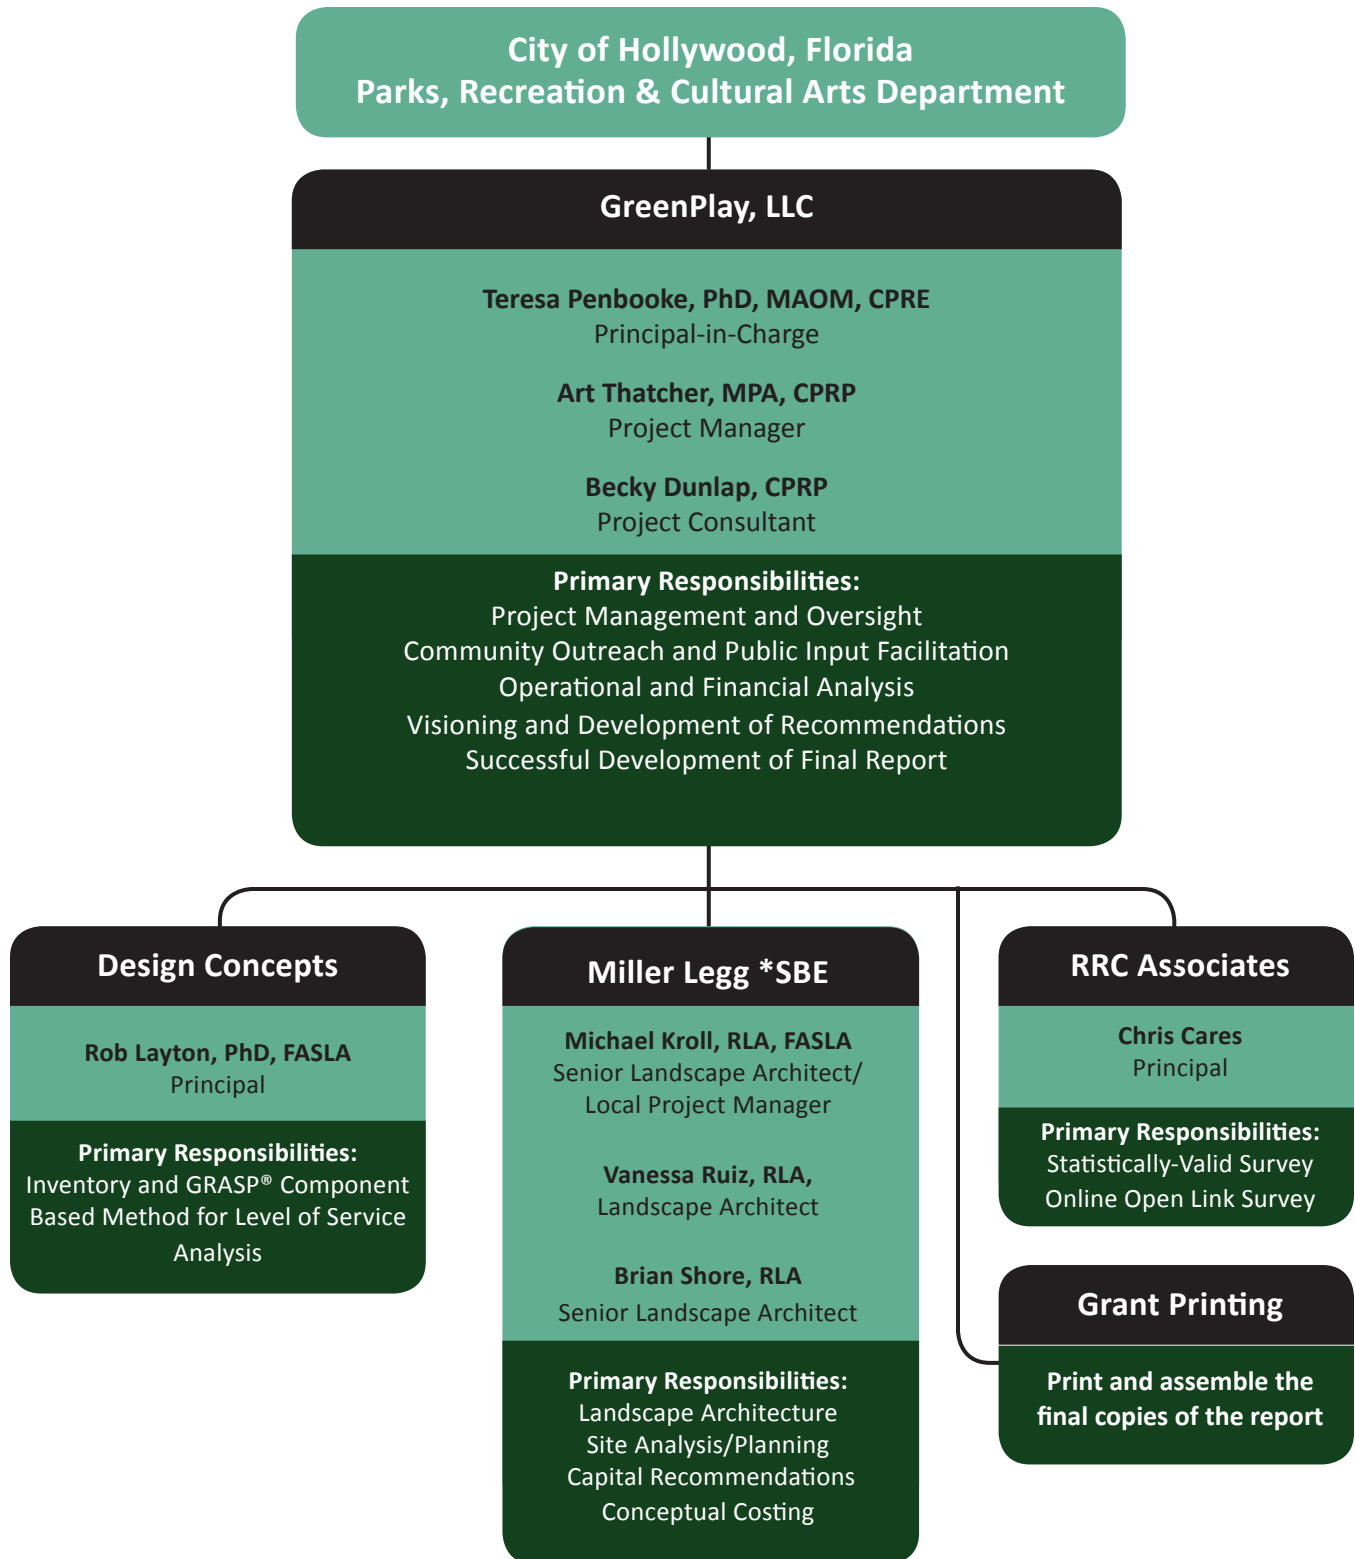 City of Hollywood, Florida
Parks, Recreation & Cultural Arts Department
GreenPlay, LLC
Teresa Penbooke, PhD, MAOM, CPRE
Principal-in-Charge
Art Thatcher, MPA, CPRP
Project Manager
Becky Dunlap, CPRP
Project Consultant
Primary Responsibilities:
Project Management and Oversight
Community Outreach and Public Input Facilitation
Operational and Financial Analysis
Visioning and Development of Recommendations
Successful Development of Final Report
Design Concepts
Rob Layton, PhD, FASLA
Principal
Primary Responsibilities:
Inventory and GRASP® Component
Based Method for Level of Service
Analysis
Miller Legg *SBE
Michael Kroll, RLA, FASLA
Senior Landscape Architect/
Local Project Manager
Vanessa Ruiz, RLA,
Landscape Architect
Brian Shore, RLA
Senior Landscape Architect
Primary Responsibilities:
Landscape Architecture
Site Analysis/Planning
Capital Recommendations
Conceptual Costing
RRC Associates
Chris Cares
Principal
Primary Responsibilities:
Statistically-Valid Survey
Online Open Link Survey
Grant Printing
Print and assemble the
final copies of the report